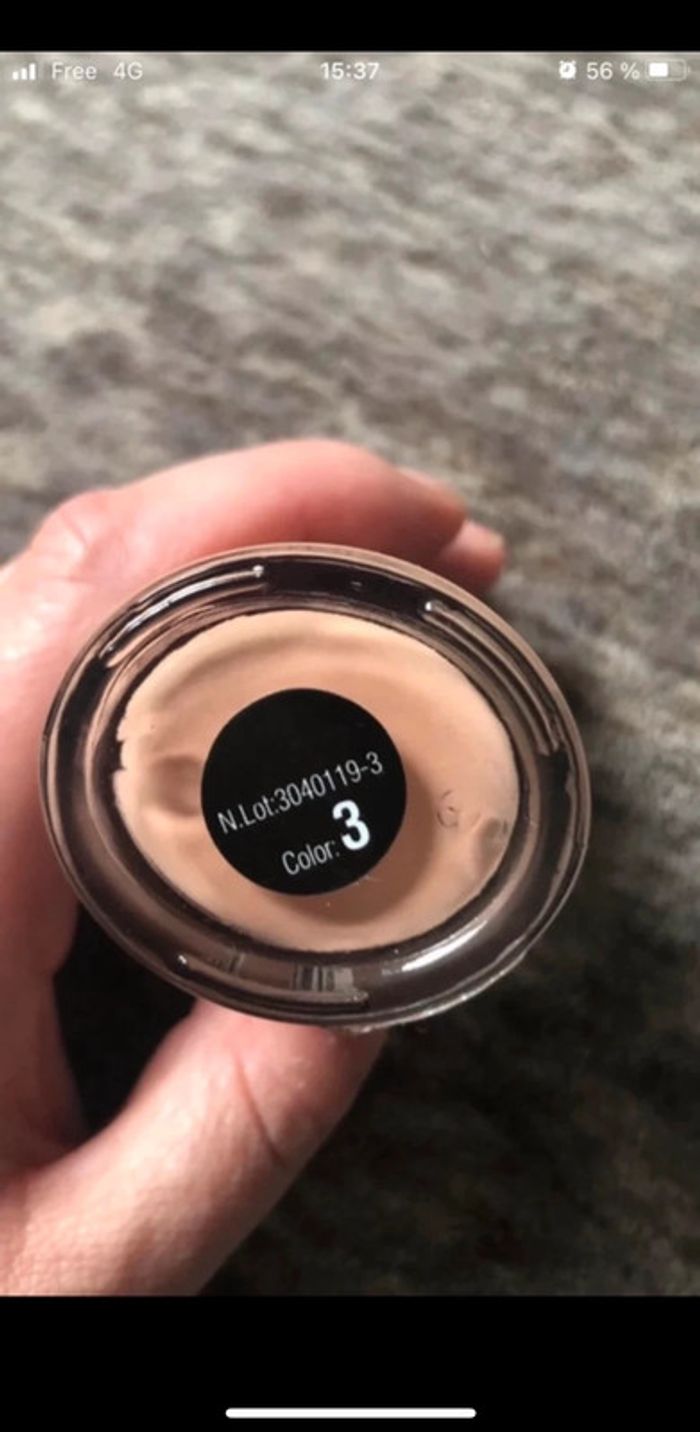 Free 4G 15:37 56 %
N.Lot:3040119-3
Color: 3